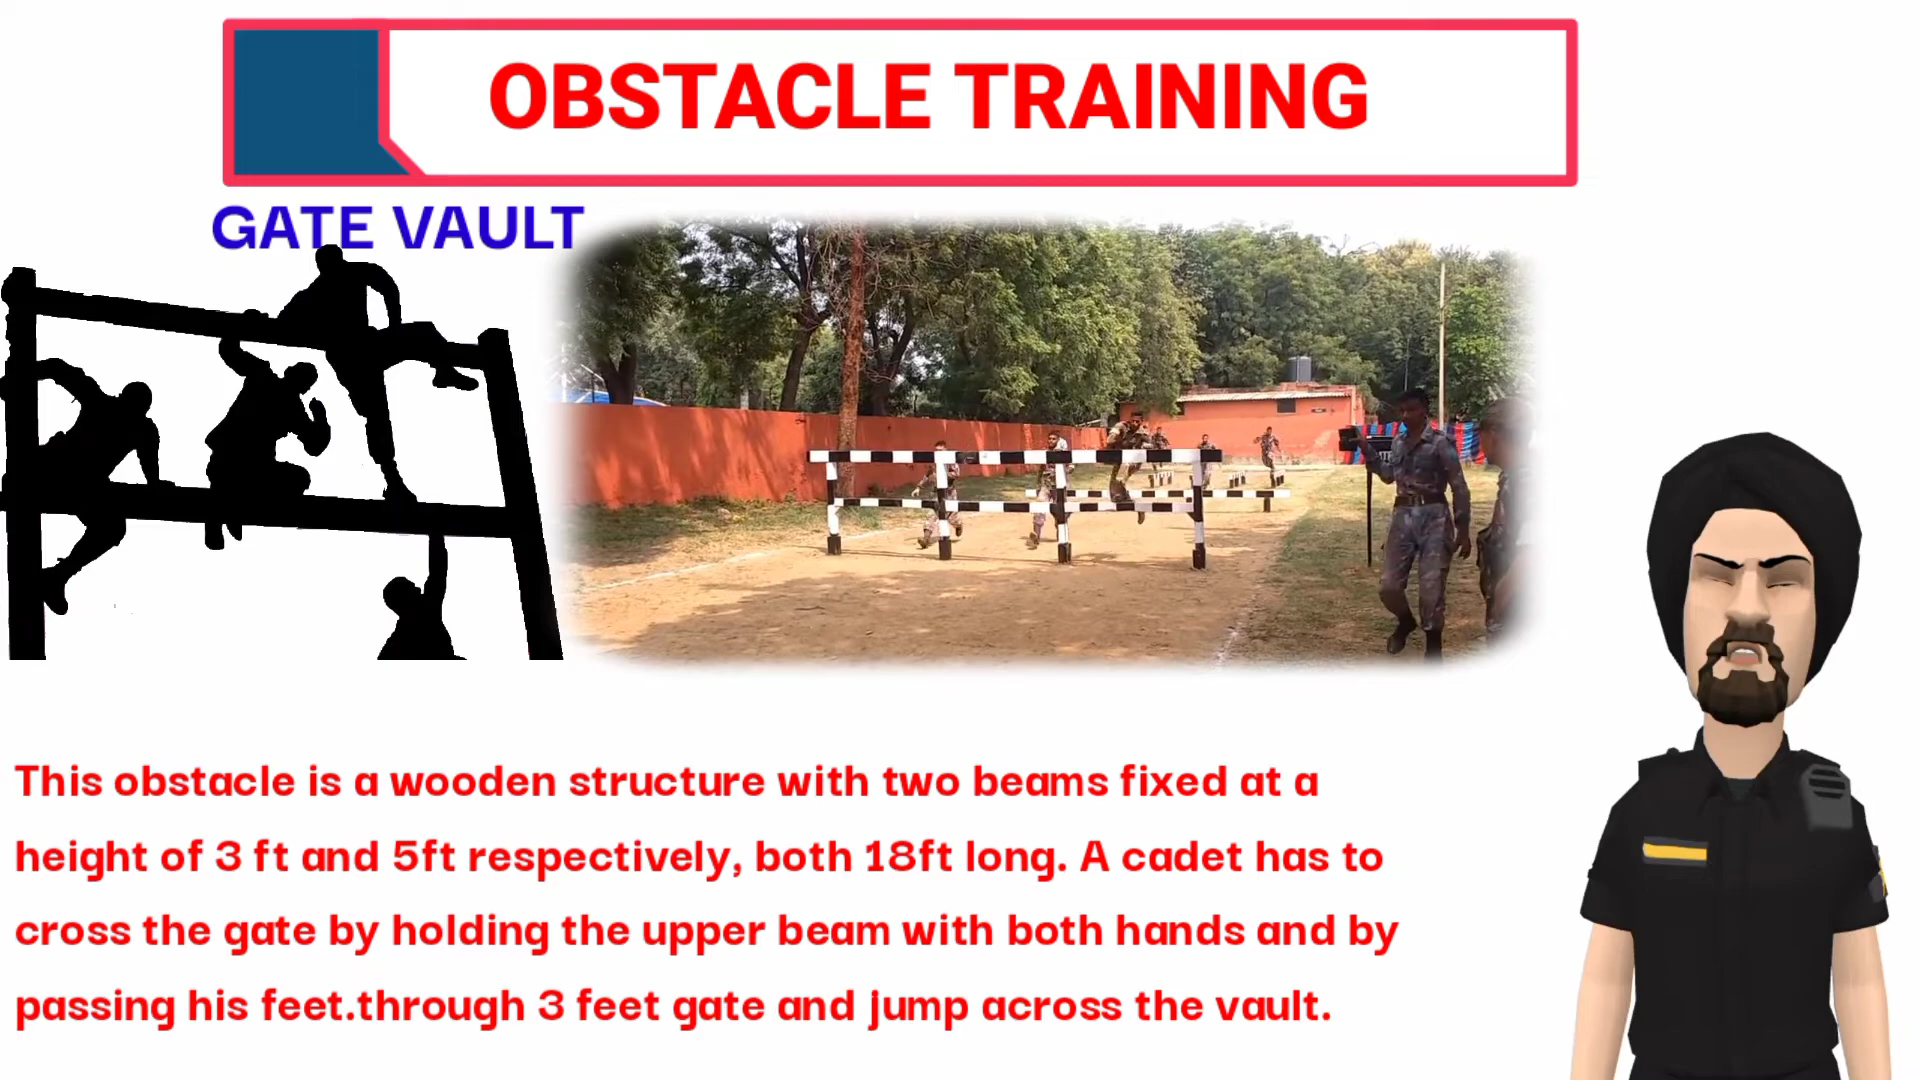 OBSTACLE TRAINING
GATE VAULT
This obstacle is a wooden structure with two beams fixed at a
height of 3 ft and 5ft respectively, both 18ft long. A cadet has to
cross the gate by holding the upper beam with both hands and by
passing his feet.through 3 feet gate and jump across the vault.